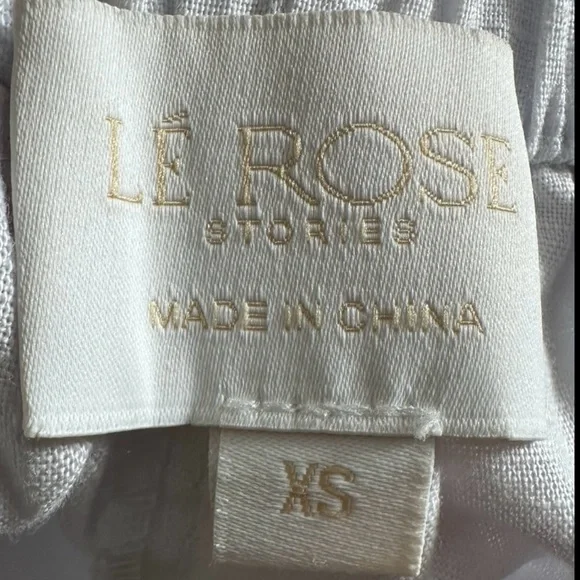 LÉ ROSE
STORIES
MADE IN CHINA
XS